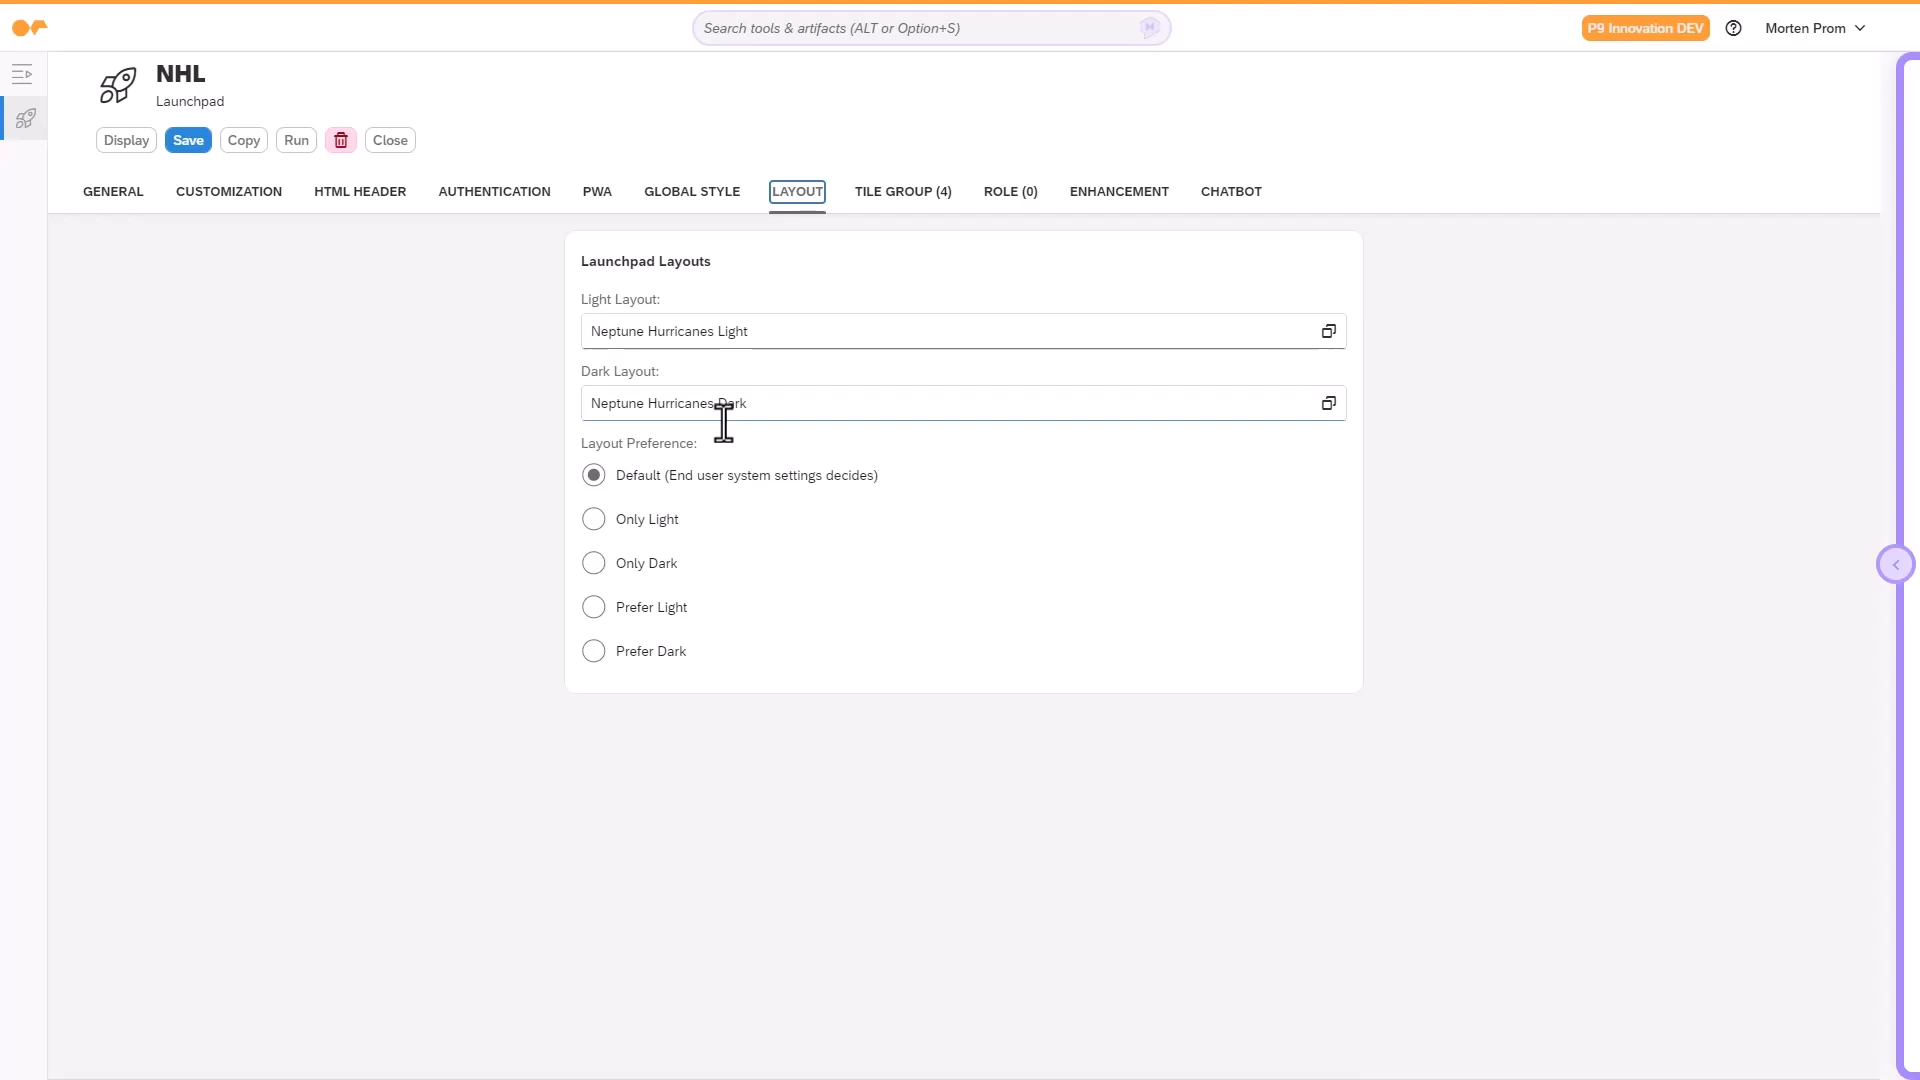 Search tools & artifacts (ALT or Option+S)
P9 Innovation DEV
Morten Prom
NHL
Launchpad
Display
Save
Copy
Run
Close
GENERAL
CUSTOMIZATION
HTML HEADER
AUTHENTICATION
PWA
GLOBAL STYLE
LAYOUT
TILE GROUP (4)
ROLE (0)
ENHANCEMENT
CHATBOT
Launchpad Layouts
Light Layout:
Neptune Hurricanes Light
Dark Layout:
Neptune Hurricanes Dark
Layout Preference:
Default (End user system settings decides)
Only Light
Only Dark
Prefer Light
Prefer Dark